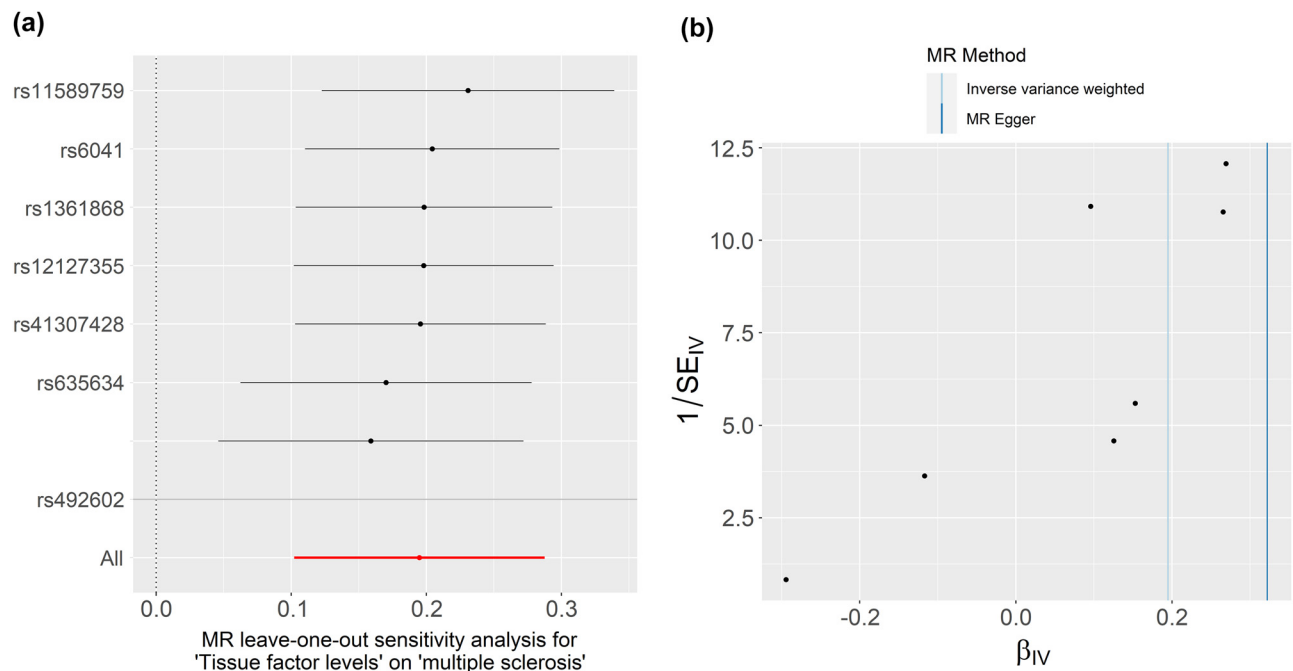 (a)
rs11589759
rs6041
rs1361868
rs12127355
rs41307428
rs635634
rs492602
All
0.0 0.1 0.2 0.3
MR leave-one-out sensitivity analysis for
'Tissue factor levels' on 'multiple sclerosis'
(b)
MR Method
Inverse variance weighted
MR Egger
12.5
10.0
7.5
5.0
2.5
1/SE_IV
-0.2 0.0 0.2
β_IV